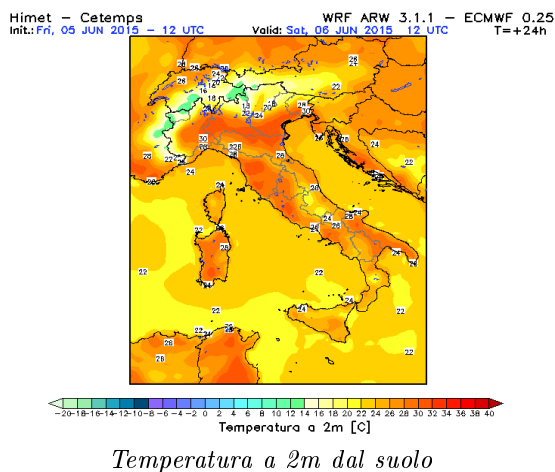 Himet – Cetemps WRF ARW 3.1.1 – ECMWF 0.25
Init.: Fri, 05 JUN 2015 – 12 UTC Valid: Sat, 06 JUN 2015 12 UTC T=+24h
-20 -18 -16 -14 -12 -10 -8 -6 -4 -2 0 2 4 6 8 10 12 14 16 18 20 22 24 26 28 30 32 34 36 38 40
Temperatura a 2m [C]
Temperatura a 2m dal suolo